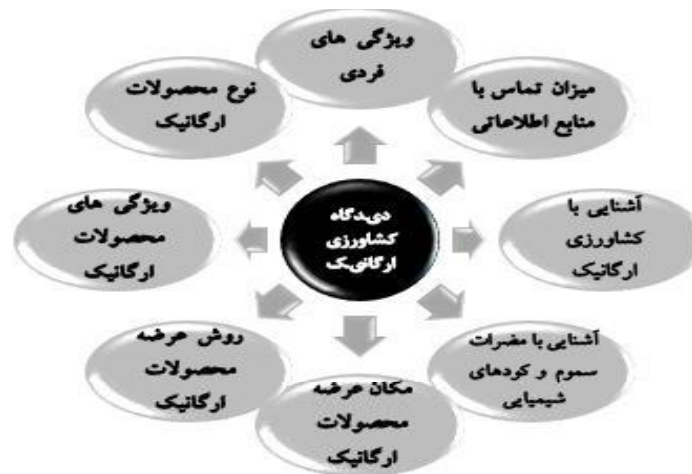 ویژگی های
فردی
میزان تماس با
منابع اطلاعاتی
آشنایی با
کشاورزی
ارگانیک
آشنایی با مضرات
سموم و کودهای
شیمیایی
مکان عرضه
محصولات
ارگانیک
روش عرضه
محصولات
ارگانیک
ویژگی های
محصولات
ارگانیک
نوع محصولات
ارگانیک
دیدگاه
کشاورزی
ارگانیک